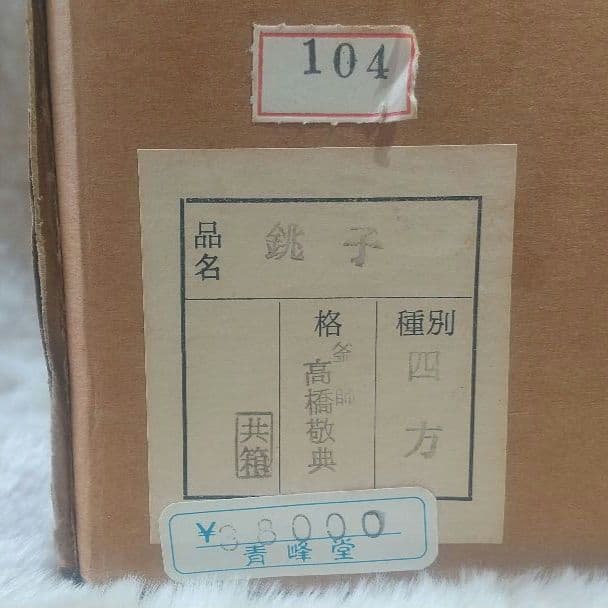 104
品名 銚子
種別 四方
格 釜師 高橋敬典
共箱
¥38000
青峰堂